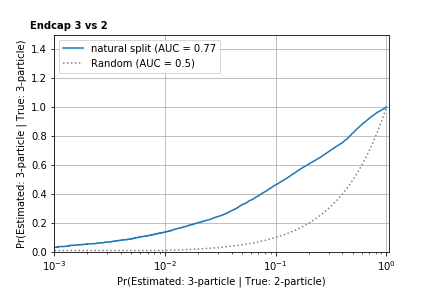 Endcap 3 vs 2
natural split (AUC = 0.77
Random (AUC = 0.5)
1.4
1.2
1.0
0.8
0.6
0.4
0.2
0.0
Pr(Estimated: 3-particle | True: 3-particle)
10⁻³
10⁻²
10⁻¹
10⁰
Pr(Estimated: 3-particle | True: 2-particle)